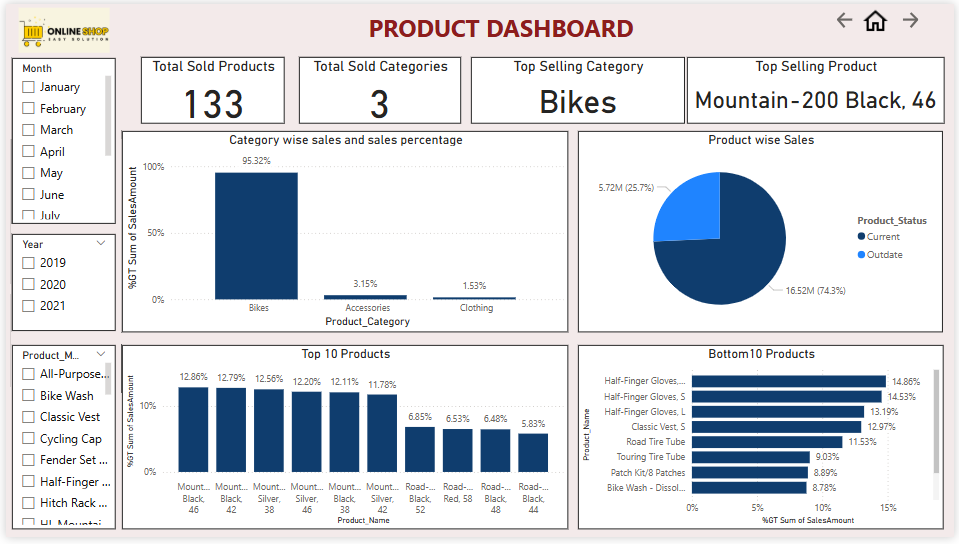 ONLINE SHOP
EASY SOLUTION
PRODUCT DASHBOARD
Month
January
February
March
April
May
June
July
Year
2019
2020
2021
Product_M...
All-Purpose...
Bike Wash
Classic Vest
Cycling Cap
Fender Set ...
Half-Finger ...
Hitch Rack ...
HL Mountai...
Total Sold Products
133
Total Sold Categories
3
Top Selling Category
Bikes
Top Selling Product
Mountain-200 Black, 46
Category wise sales and sales percentage
%GT Sum of SalesAmount
100%
50%
0%
95.32%
3.15%
1.53%
Bikes
Accessories
Clothing
Product_Category
Product wise Sales
5.72M (25.7%)
16.52M (74.3%)
Product_Status
Current
Outdate
Top 10 Products
%GT Sum of SalesAmount
10%
0%
12.86%
12.79%
12.56%
12.20%
12.11%
11.78%
6.85%
6.53%
6.48%
5.83%
Mount... Black, 46
Mount... Black, 42
Mount... Silver, 38
Mount... Silver, 46
Mount... Black, 38
Mount... Silver, 42
Road-... Black, 52
Road-... Red, 58
Road-... Black, 48
Road-... Black, 44
Product_Name
Bottom10 Products
Product_Name
Half-Finger Gloves,... 14.86%
Half-Finger Gloves, S 14.53%
Half-Finger Gloves, L 13.19%
Classic Vest, S 12.97%
Road Tire Tube 11.53%
Touring Tire Tube 9.03%
Patch Kit/8 Patches 8.89%
Bike Wash - Dissol... 8.78%
0% 5% 10% 15%
%GT Sum of SalesAmount